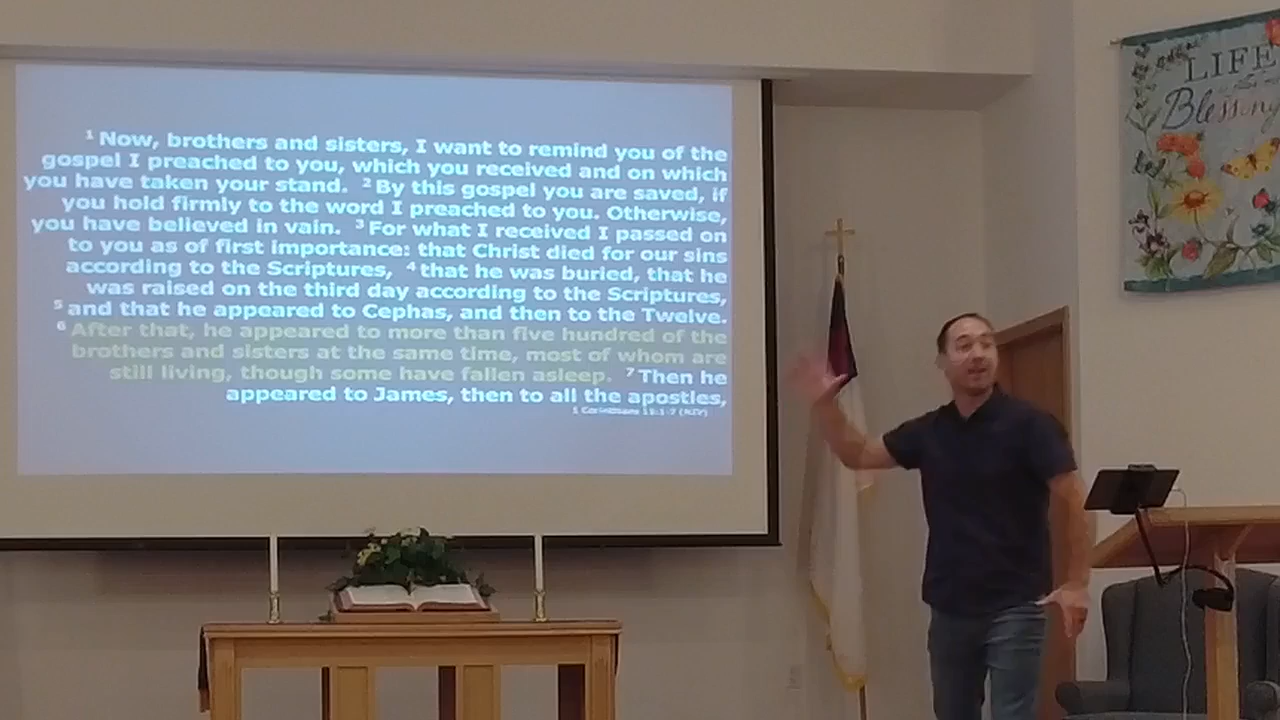 ¹ Now, brothers and sisters, I want to remind you of the
gospel I preached to you, which you received and on which
you have taken your stand. ² By this gospel you are saved, if
you hold firmly to the word I preached to you. Otherwise,
you have believed in vain. ³ For what I received I passed on
to you as of first importance: that Christ died for our sins
according to the Scriptures, ⁴ that he was buried, that he
was raised on the third day according to the Scriptures,
⁵ and that he appeared to Cephas, and then to the Twelve.
⁶ After that, he appeared to more than five hundred of the
brothers and sisters at the same time, most of whom are
still living, though some have fallen asleep. ⁷ Then he
appeared to James, then to all the apostles,
1 Corinthians 15:1-7 (NIV)
LIFE
Blessing